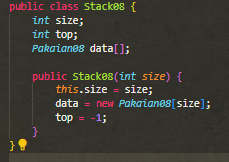 public class Stack08 {
    int size;
    int top;
    Pakaian08 data[];

    public Stack08(int size) {
        this.size = size;
        data = new Pakaian08[size];
        top = -1;
    }
}